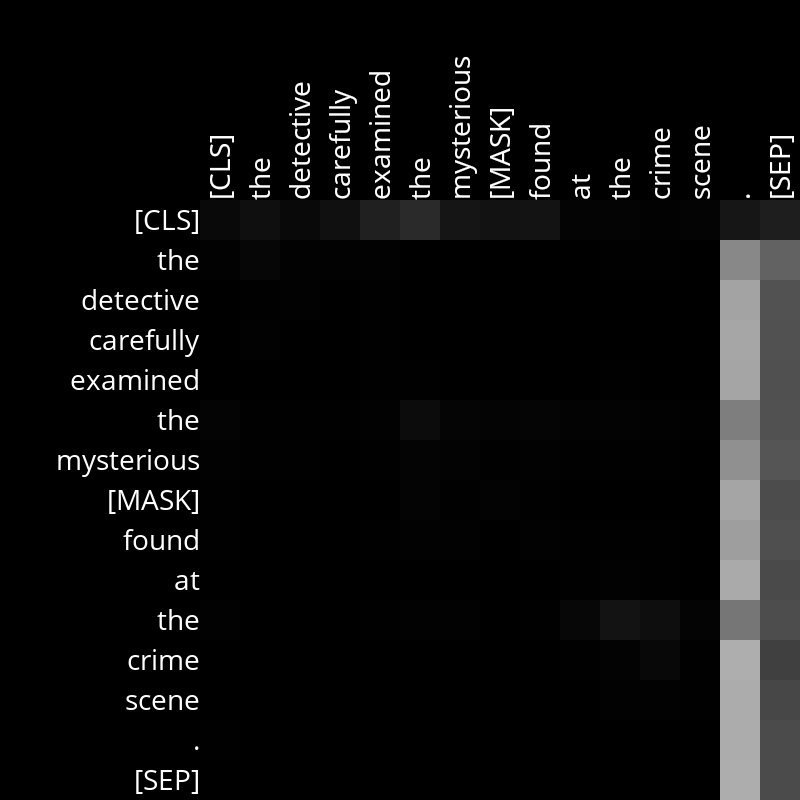 [CLS] the detective carefully examined the mysterious [MASK] found at the crime scene . [SEP]
[CLS]
the
detective
carefully
examined
the
mysterious
[MASK]
found
at
the
crime
scene
.
[SEP]